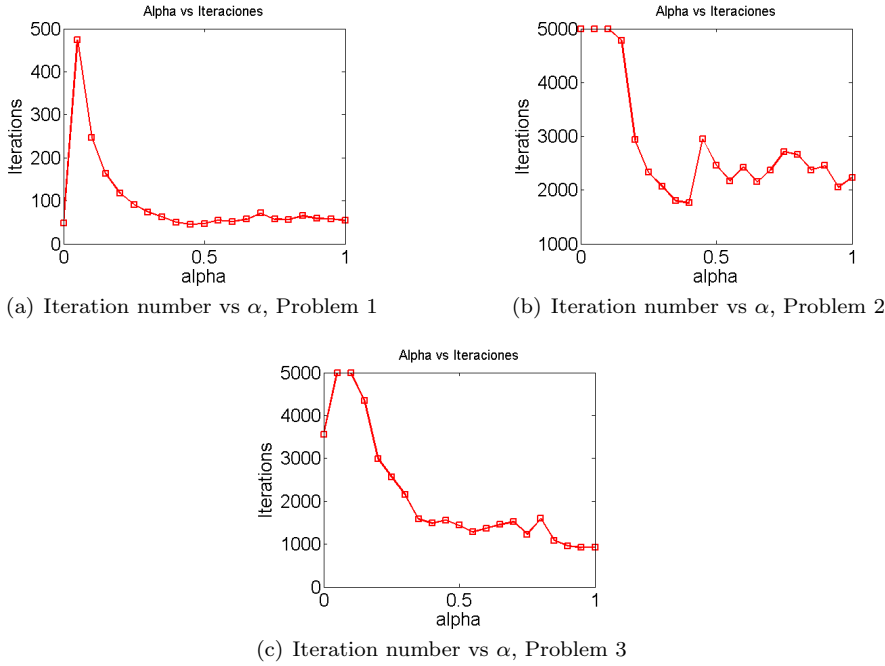 Alpha vs Iteraciones
500
400
300
200
100
0
Iterations
0 0.5 1
alpha
(a) Iteration number vs α, Problem 1
Alpha vs Iteraciones
5000
4000
3000
2000
1000
Iterations
0 0.5 1
alpha
(b) Iteration number vs α, Problem 2
Alpha vs Iteraciones
5000
4000
3000
2000
1000
0
Iterations
0 0.5 1
alpha
(c) Iteration number vs α, Problem 3